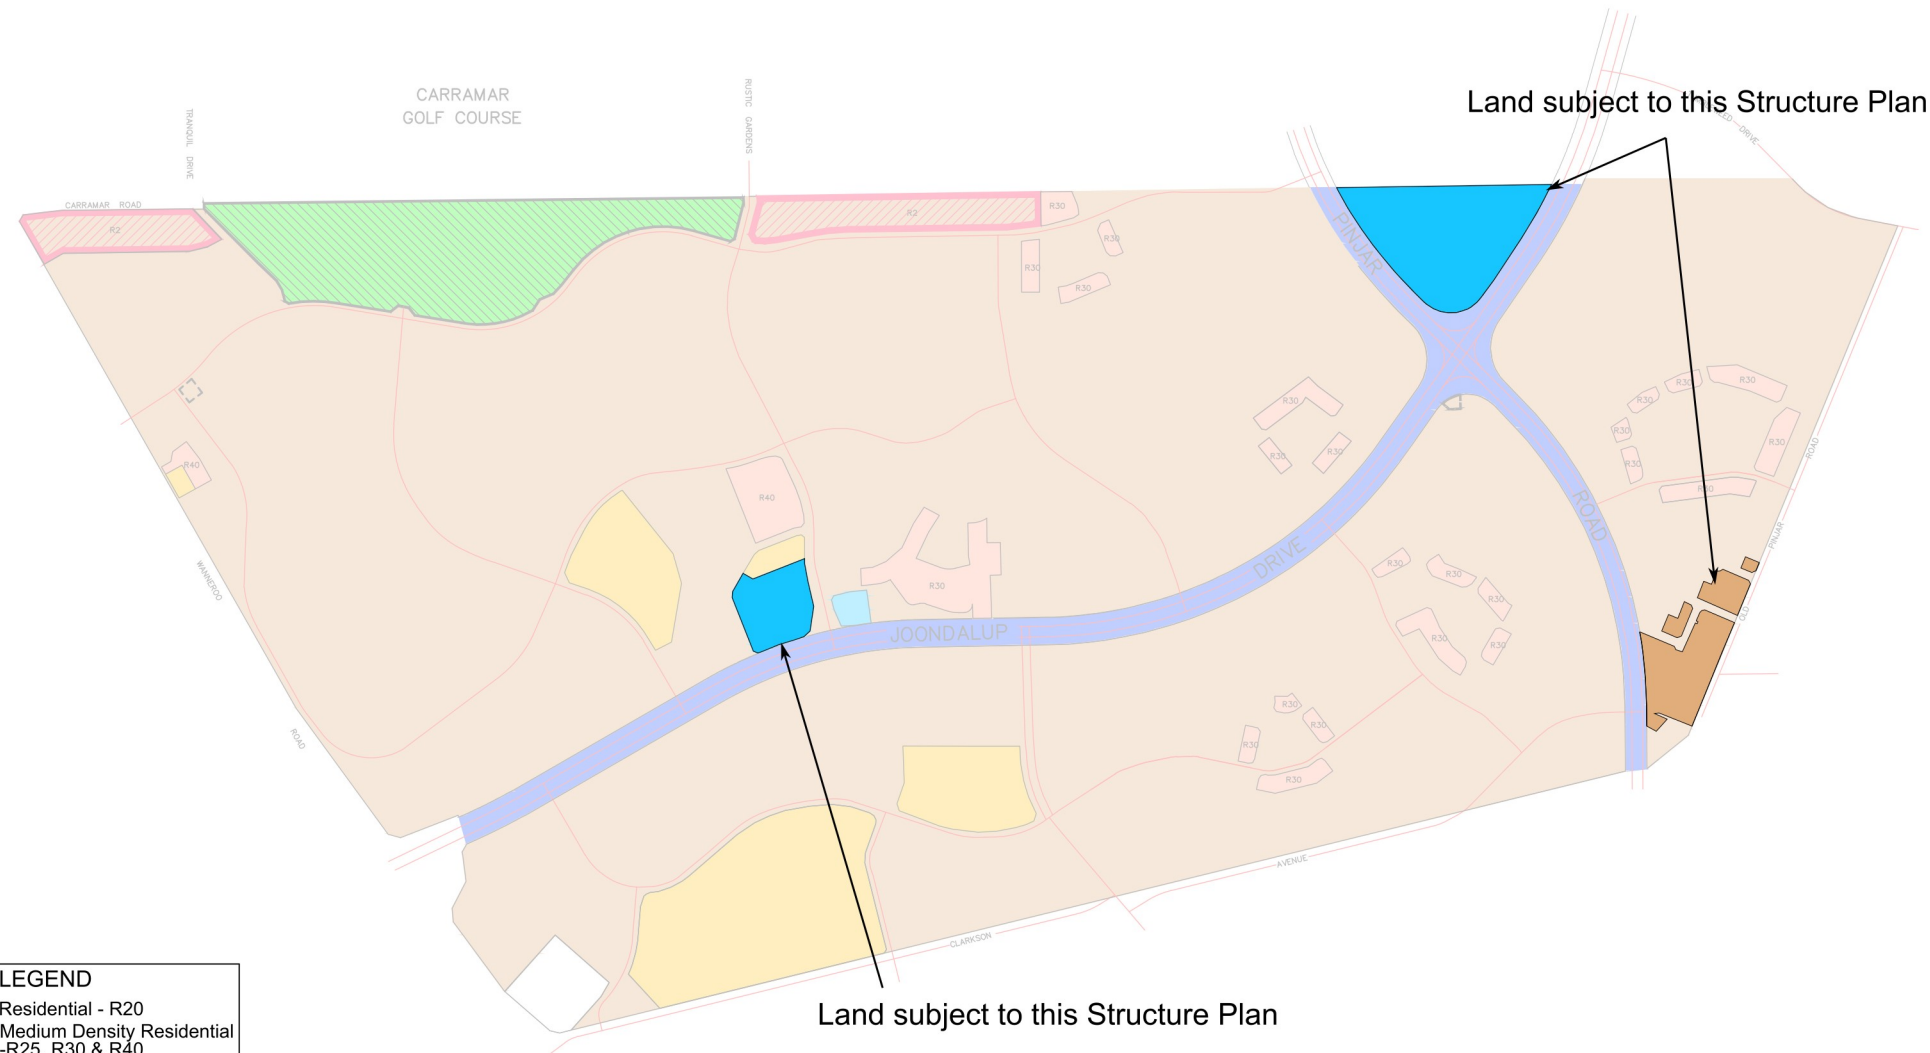 CARRAMAR
GOLF COURSE
TRANQUIL DRIVE
RUSTIC GARDENS
Land subject to this Structure Plan
DRIVE
CARRAMAR ROAD
R2
R2
R30
R30
R30
R30
PINJAR
R30
R30
R30
R30
R30
R30
R30
R30
R30
R30
ROAD
R40
R40
ROAD
PINJAR
OLD
WANNEROO
ROAD
R30
DRIVE
JOONDALUP
R30
R30
R30
R30
R30
R30
R30
R30
R30
AVENUE
CLARKSON
Land subject to this Structure Plan
LEGEND
Residential - R20
Medium Density Residential
-R25, R30 & R40